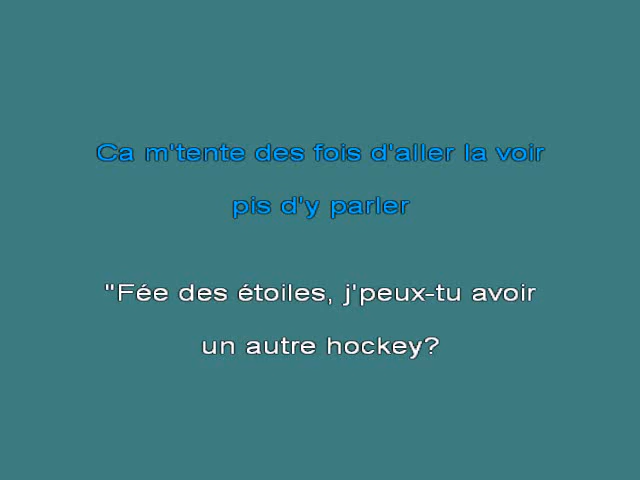 Ca m'tente des fois d'aller la voir
pis d'y parler
"Fée des étoiles, j'peux-tu avoir
un autre hockey?